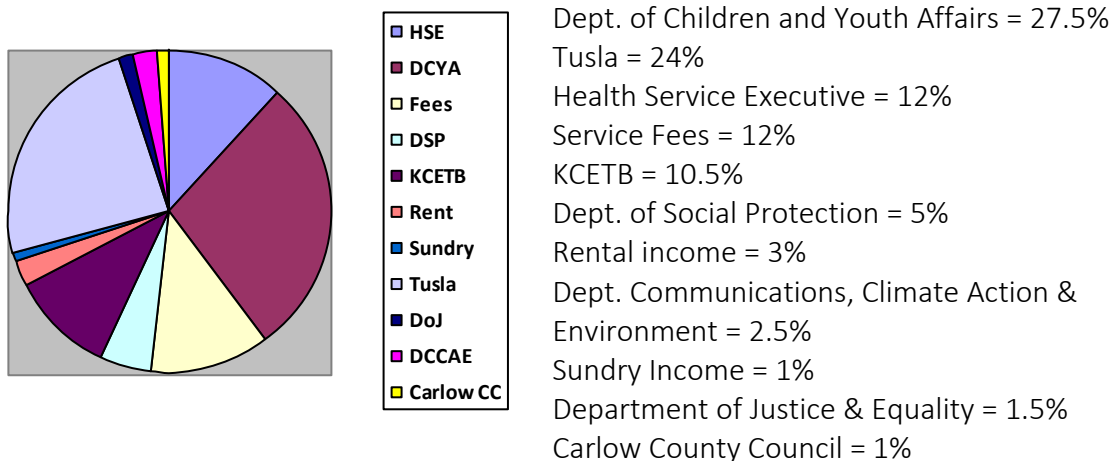 HSE
DCYA
Fees
DSP
KCETB
Rent
Sundry
Tusla
DoJ
DCCAE
Carlow CC
Dept. of Children and Youth Affairs = 27.5%
Tusla = 24%
Health Service Executive = 12%
Service Fees = 12%
KCETB = 10.5%
Dept. of Social Protection = 5%
Rental income = 3%
Dept. Communications, Climate Action &
Environment = 2.5%
Sundry Income = 1%
Department of Justice & Equality = 1.5%
Carlow County Council = 1%